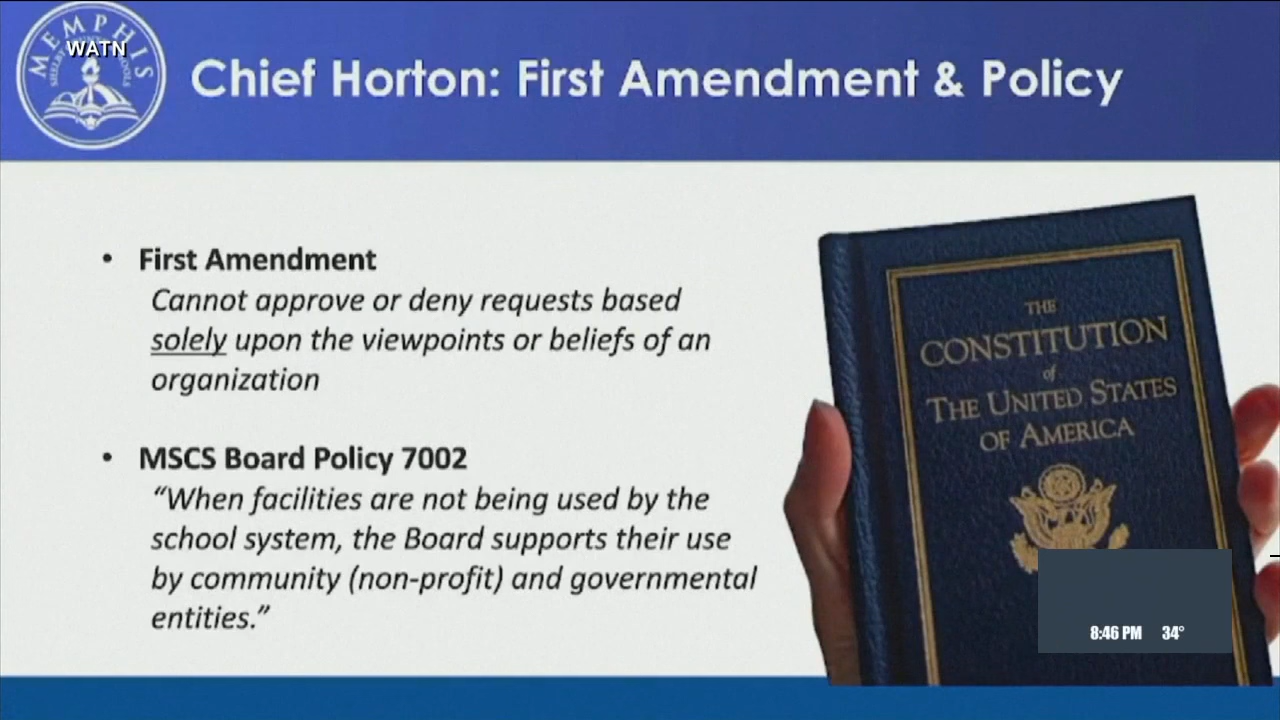 MEMPHIS
WATN
Chief Horton: First Amendment & Policy
• First Amendment
Cannot approve or deny requests based
solely upon the viewpoints or beliefs of an
organization
• MSCS Board Policy 7002
“When facilities are not being used by the
school system, the Board supports their use
by community (non-profit) and governmental
entities.”
THE
CONSTITUTION
of
THE UNITED STATES
OF AMERICA
8:46 PM 34°